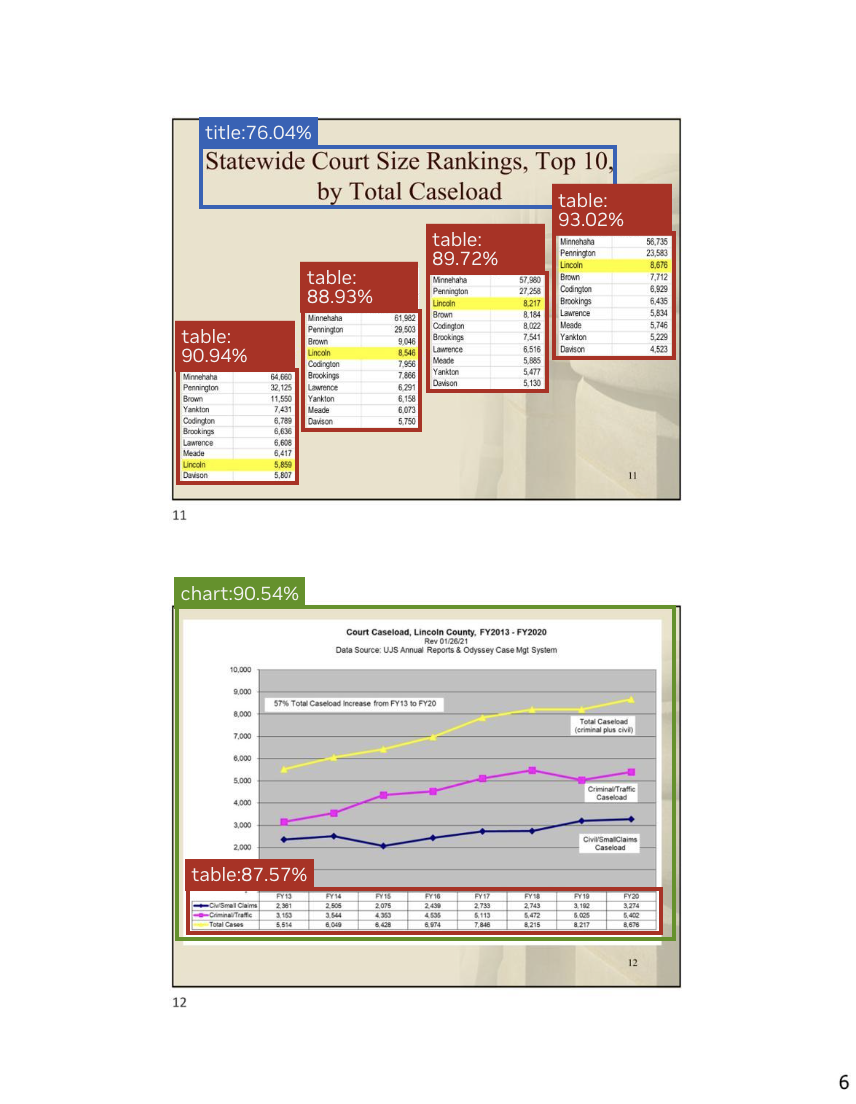 title:76.04%
Statewide Court Size Rankings, Top 10,
by Total Caseload
table:
90.94%
Minnehaha 64,660
Pennington 32,125
Brown 11,550
Yankton 7,431
Codington 6,789
Brookings 6,636
Lawrence 6,608
Meade 6,417
Lincoln 5,859
Davison 5,807
table:
88.93%
Minnehaha 61,982
Pennington 29,503
Brown 9,046
Lincoln 8,546
Codington 7,956
Brookings 7,866
Lawrence 6,291
Yankton 6,158
Meade 6,073
Davison 5,750
table:
89.72%
Minnehaha 57,980
Pennington 27,258
Lincoln 8,217
Brown 8,184
Codington 8,022
Brookings 7,541
Lawrence 6,516
Meade 5,885
Yankton 5,477
Davison 5,130
table:
93.02%
Minnehaha 56,735
Pennington 23,583
Lincoln 8,676
Brown 7,712
Codington 6,929
Brookings 6,435
Lawrence 5,834
Meade 5,746
Yankton 5,229
Davison 4,523
11
11
chart:90.54%
Court Caseload, Lincoln County, FY2013 - FY2020
Rev 01/26/21
Data Source: UJS Annual Reports & Odyssey Case Mgt System
10,000
9,000
8,000
7,000
6,000
5,000
4,000
3,000
2,000
57% Total Caseload Increase from FY13 to FY20
Total Caseload
(criminal plus civil)
Criminal/Traffic
Caseload
Civil/SmallClaims
Caseload
table:87.57%
FY13 FY14 FY15 FY16 FY17 FY18 FY19 FY20
Civ/Small Claims 2,361 2,505 2,075 2,439 2,733 2,743 3,192 3,274
Criminal/Traffic 3,153 3,544 4,353 4,535 5,113 5,472 5,025 5,402
Total Cases 5,514 6,049 6,428 6,974 7,846 8,215 8,217 8,676
12
12
6